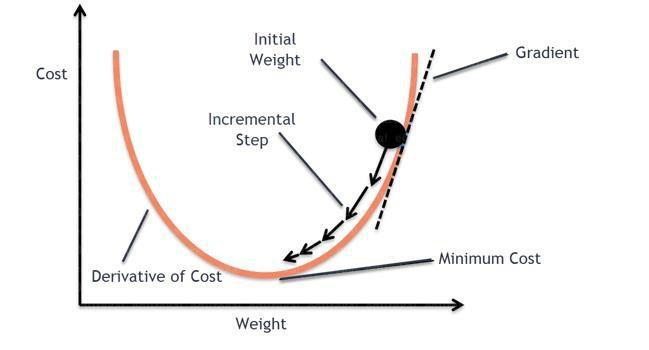 Initial
Weight
Gradient
Cost
Incremental
Step
Minimum Cost
Derivative of Cost
Weight